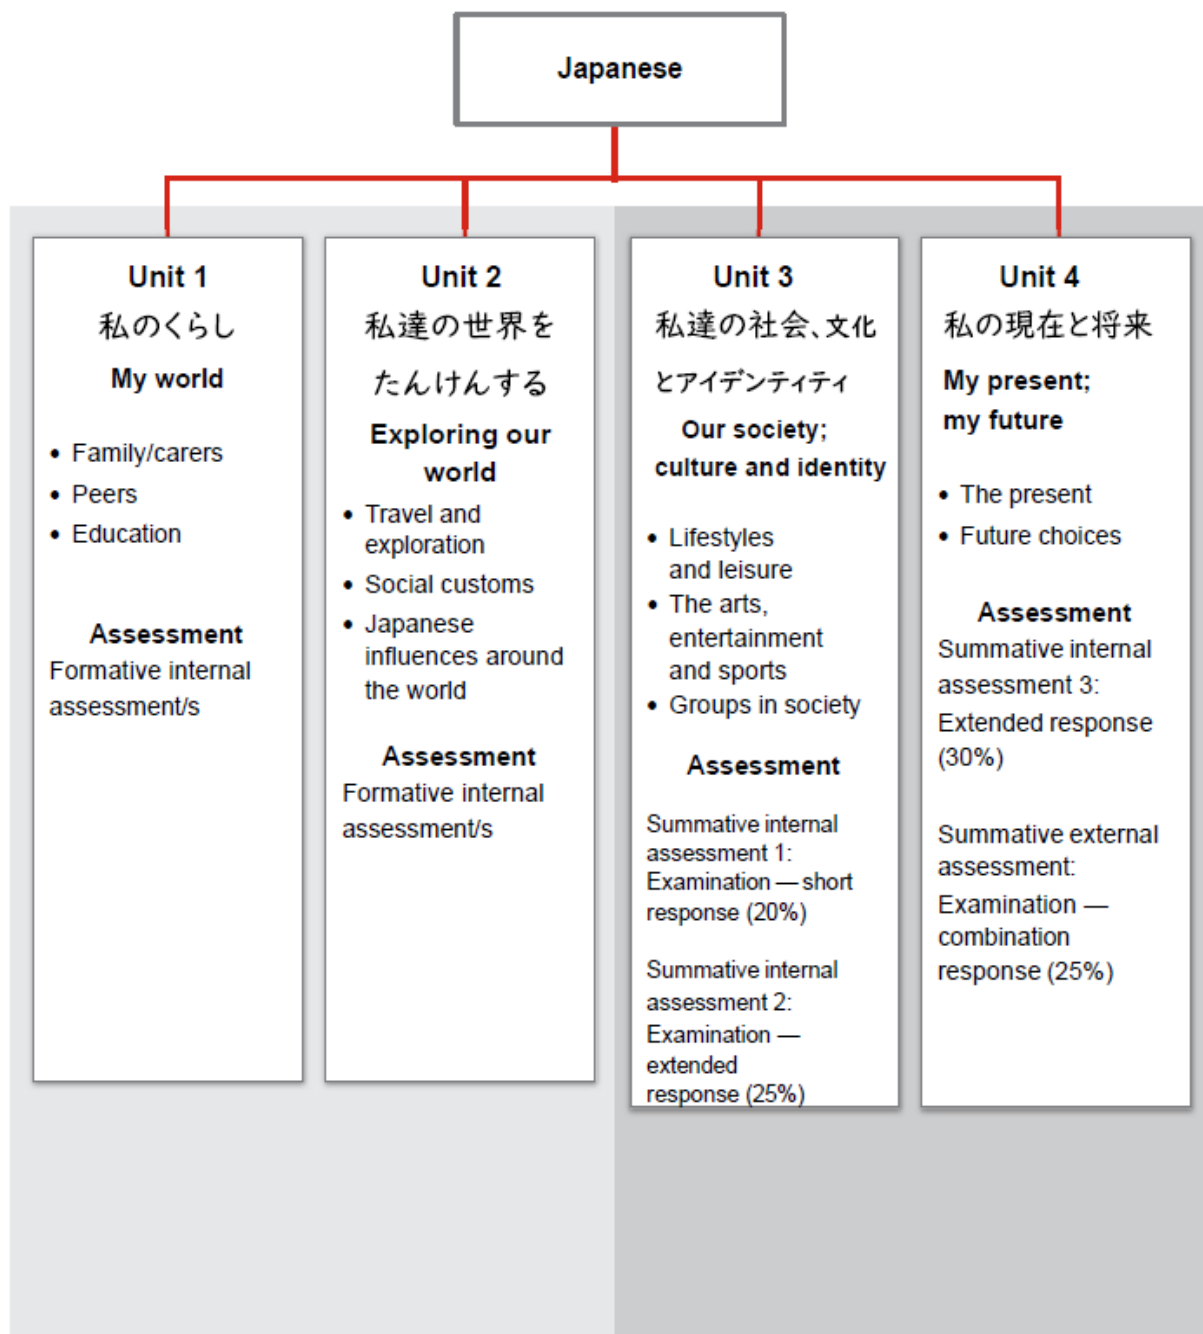 Japanese
Unit 1
私のくらし
My world
• Family/carers
• Peers
• Education
Assessment
Formative internal
assessment/s
Unit 2
私達の世界を
たんけんする
Exploring our
world
• Travel and
exploration
• Social customs
• Japanese
influences around
the world
Assessment
Formative internal
assessment/s
Unit 3
私達の社会、文化
とアイデンティティ
Our society;
culture and identity
• Lifestyles
and leisure
• The arts,
entertainment
and sports
• Groups in society
Assessment
Summative internal
assessment 1:
Examination — short
response (20%)
Summative internal
assessment 2:
Examination —
extended
response (25%)
Unit 4
私の現在と将来
My present;
my future
• The present
• Future choices
Assessment
Summative internal
assessment 3:
Extended response
(30%)
Summative external
assessment:
Examination —
combination
response (25%)